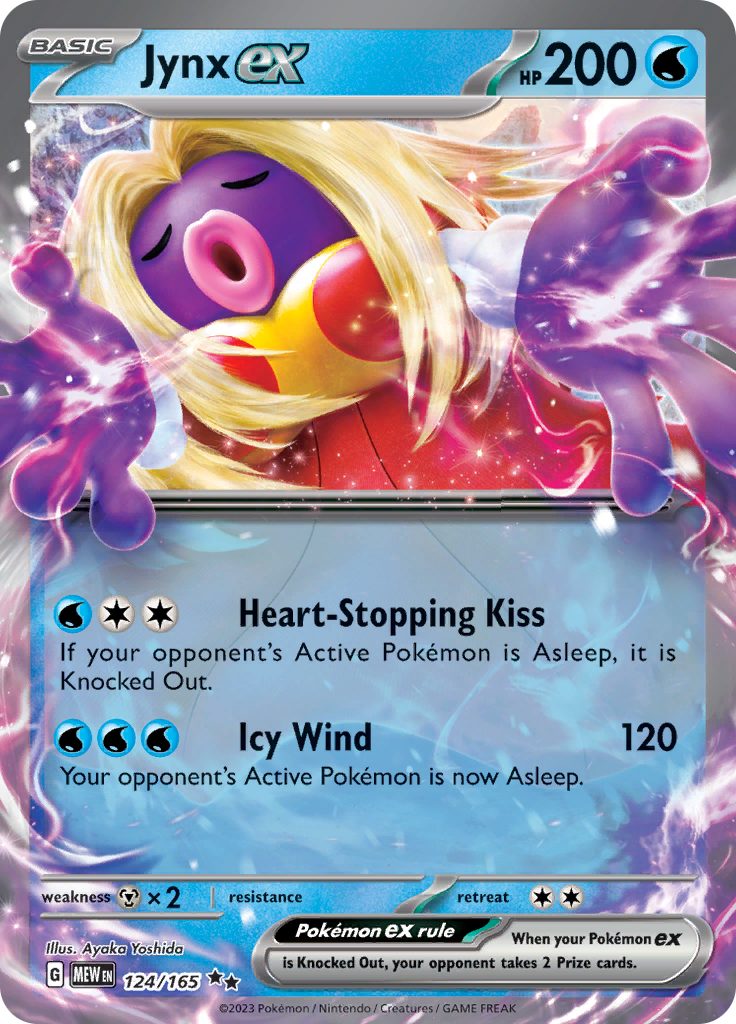 BASIC Jynx ex HP 200
Heart-Stopping Kiss
If your opponent's Active Pokémon is Asleep, it is
Knocked Out.
Icy Wind 120
Your opponent's Active Pokémon is now Asleep.
weakness ×2 resistance retreat
Illus. Ayaka Yoshida
Pokémon ex rule When your Pokémon ex
is Knocked Out, your opponent takes 2 Prize cards.
G MEW EN 124/165
©2023 Pokémon / Nintendo / Creatures / GAME FREAK